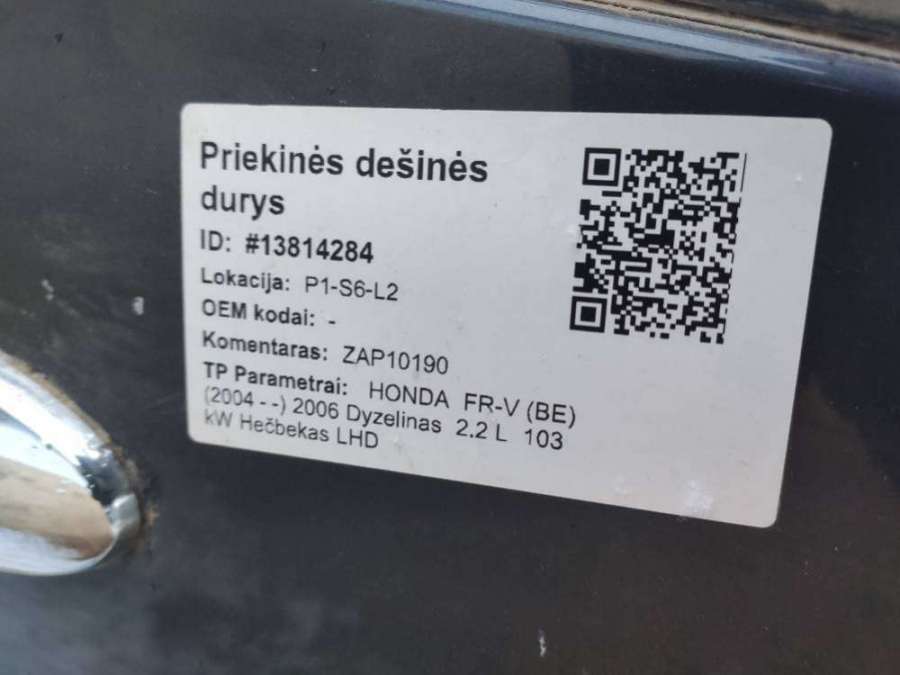 Priekinės dešinės
durys
ID: #13814284
Lokacija: P1-S6-L2
OEM kodai: -
Komentaras: ZAP10190
TP Parametrai: HONDA FR-V (BE)
(2004 - -) 2006 Dyzelinas 2.2 L 103
kW Hečbekas LHD